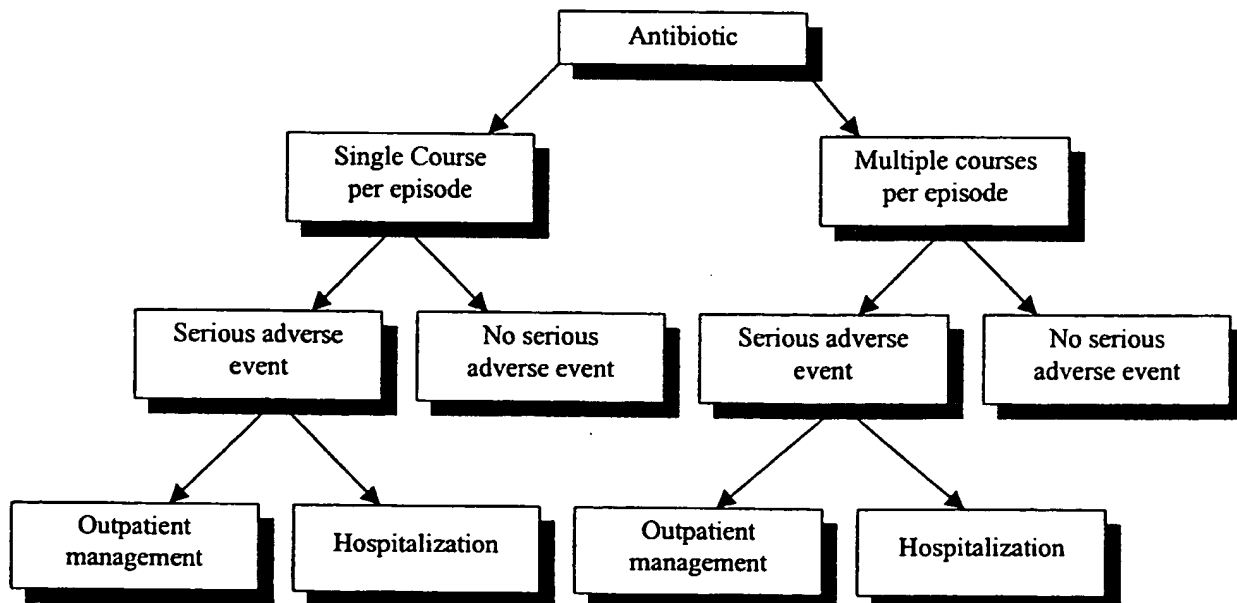 Antibiotic
Single Course
per episode
Multiple courses
per episode
Serious adverse
event
No serious
adverse event
Serious adverse
event
No serious
adverse event
Outpatient
management
Hospitalization
Outpatient
management
Hospitalization